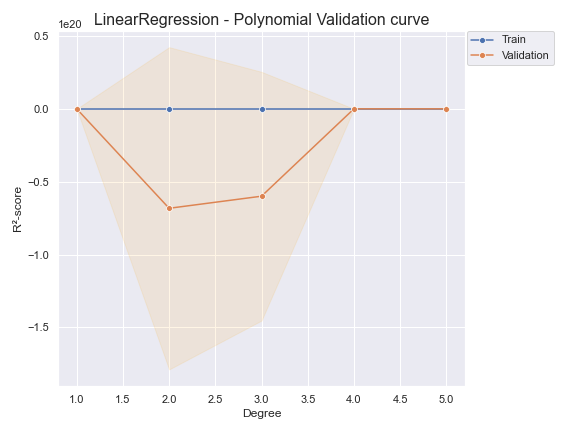 LinearRegression - Polynomial Validation curve
1e20
Train
Validation
0.5
0.0
−0.5
−1.0
−1.5
R²-score
1.0 1.5 2.0 2.5 3.0 3.5 4.0 4.5 5.0
Degree